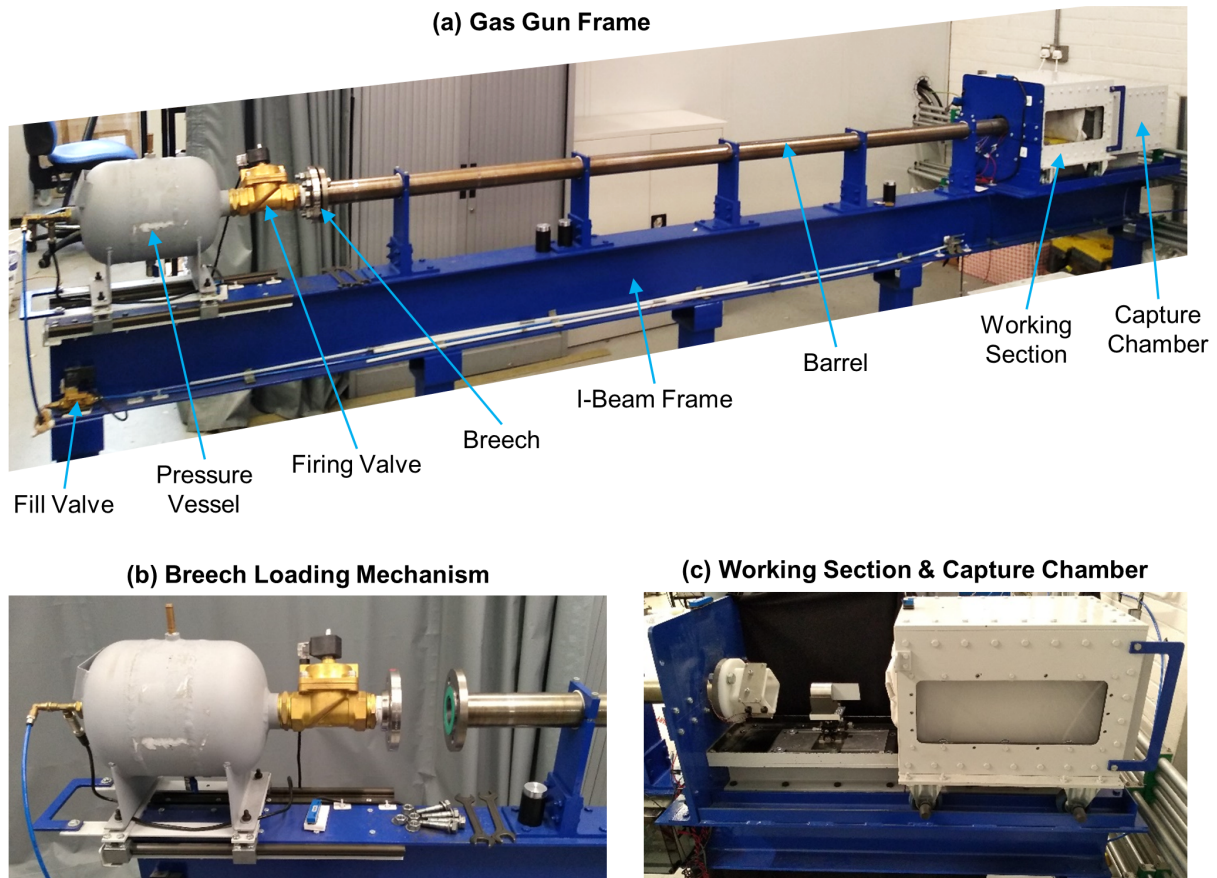 (a) Gas Gun Frame
Working
Section
Capture
Chamber
Barrel
I-Beam Frame
Breech
Firing Valve
Pressure
Vessel
Fill Valve
(b) Breech Loading Mechanism
(c) Working Section & Capture Chamber